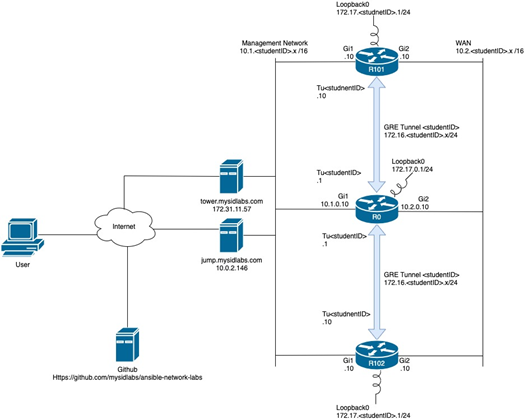 Loopback0
172.17.<studnetID>.1/24
Management Network
10.1.<studentID>.x /16
Gi1
.10
Gi2
.10
WAN
10.2.<studentID>.x /16
R101
Tu<studnentID>
.10
GRE Tunnel <studentID>
172.16.<studentID>.x/24
Loopback0
172.17.0.1/24
Tu<studentID>
.1
tower.mysidlabs.com
172.31.11.57
Gi1
10.1.0.10
Gi2
10.2.0.10
R0
Internet
User
jump.mysidlabs.com
10.0.2.146
Tu<studentID>
.1
GRE Tunnel <studentID>
172.16.<studentID>.x/24
Tu<studentID>
.10
Github
Https://github.com/mysidlabs/ansible-network-labs
Gi1
.10
R102
Gi2
.10
Loopback0
172.17.<studentID>.1/24